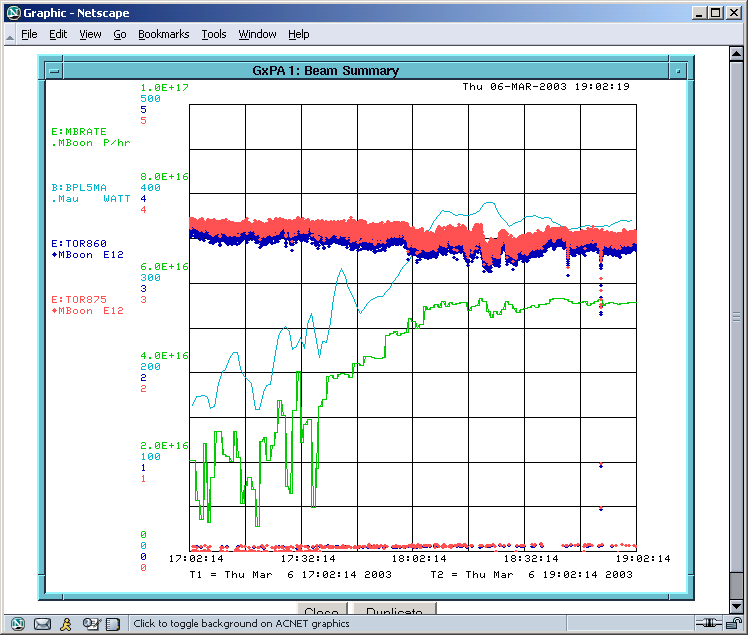 Graphic - Netscape
File Edit View Go Bookmarks Tools Window Help
GxPA 1: Beam Summary
Thu 06-MAR-2003 19:02:19
1.0E+17
500
5
5
E:MBRATE
.MBoon P/hr
8.0E+16
400
4
4
B:BPL5MA
.Mau WATT
E:TOR860
♦MBoon E12
6.0E+16
300
3
3
E:TOR875
♦MBoon E12
4.0E+16
200
2
2
2.0E+16
100
1
1
0
0
0
0
17:02:14 17:32:14 18:02:14 18:32:14 19:02:14
T1 = Thu Mar 6 17:02:14 2003 T2 = Thu Mar 6 19:02:14 2003
Close Duplicate
Click to toggle background on ACNET graphics